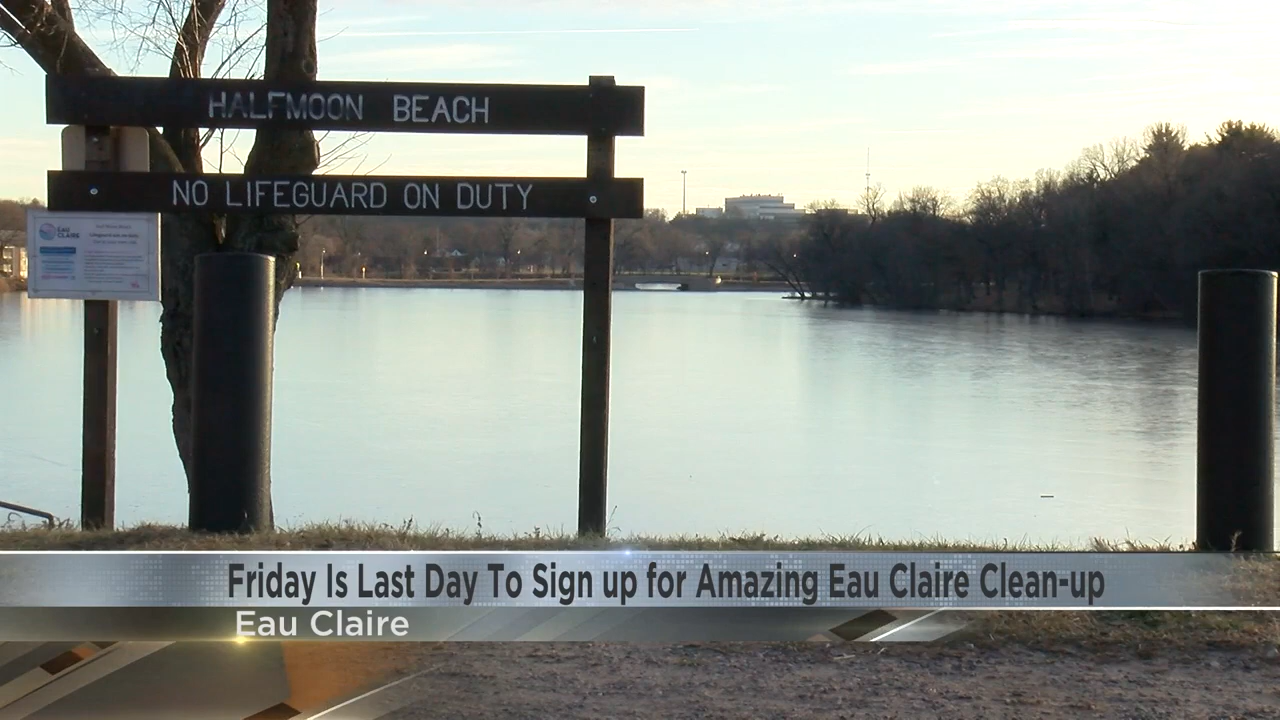 HALFMOON BEACH
NO LIFEGUARD ON DUTY
EAU
CLAIRE
Friday Is Last Day To Sign up for Amazing Eau Claire Clean-up
Eau Claire